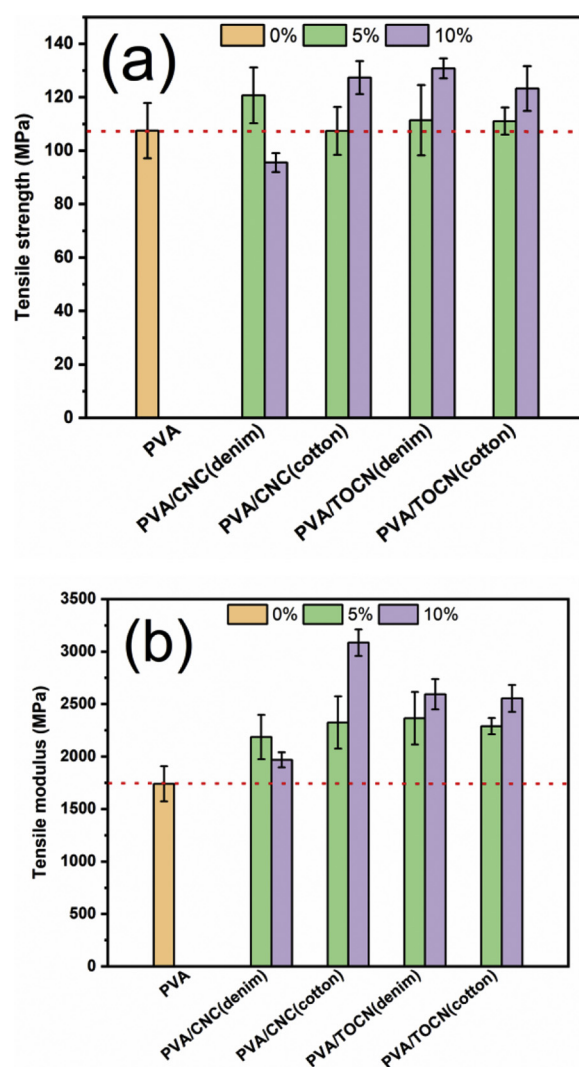 (a)
0% 5% 10%
Tensile strength (MPa)
140
120
100
80
60
40
20
0
PVA
PVA/CNC(denim)
PVA/CNC(cotton)
PVA/TOCN(denim)
PVA/TOCN(cotton)
(b)
0% 5% 10%
Tensile modulus (MPa)
3500
3000
2500
2000
1500
1000
500
0
PVA
PVA/CNC(denim)
PVA/CNC(cotton)
PVA/TOCN(denim)
PVA/TOCN(cotton)